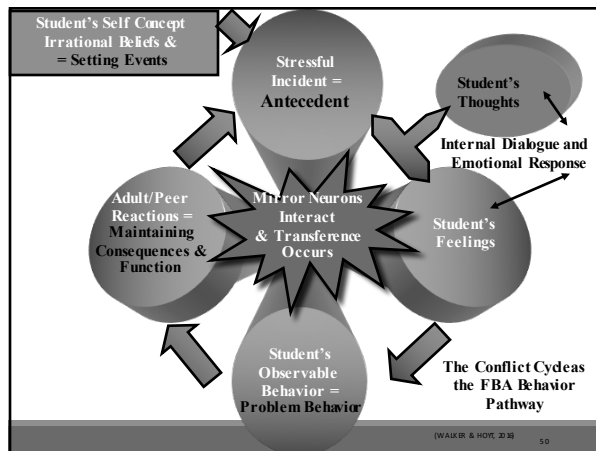 Student's Self Concept
Irrational Beliefs &
= Setting Events
Stressful
Incident =
Antecedent
Student's
Thoughts
Internal Dialogue and
Emotional Response
Adult/Peer
Reactions =
Maintaining
Consequences &
Function
Mirror Neurons
Interact
& Transference
Occurs
Student's
Feelings
Student's
Observable
Behavior =
Problem Behavior
The Conflict Cycle as
the FBA Behavior
Pathway
(WALKER & HOYT, 2016)
50